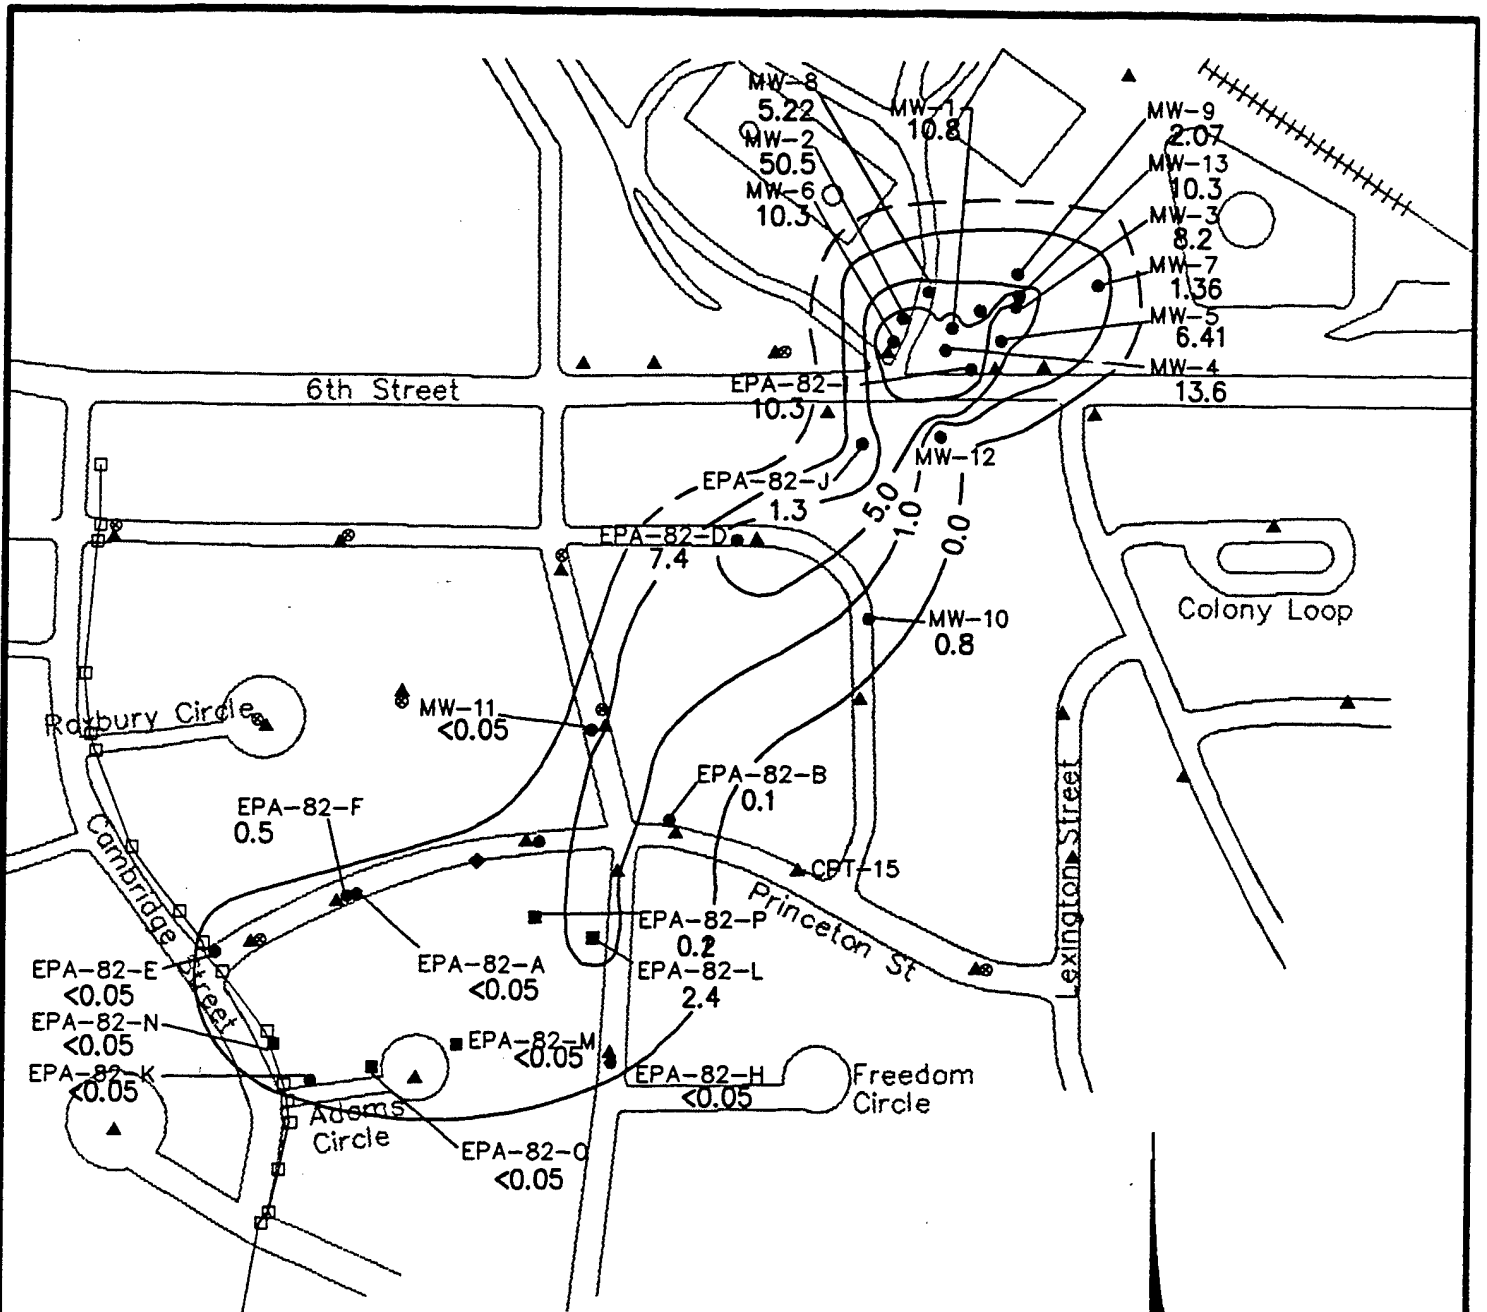 MW-8
5.22
MW-2
50.5
MW-6
10.3
MW-1
10.8
MW-9
2.07
MW-13
10.3
MW-3
8.2
MW-7
1.36
MW-5
6.41
MW-4
13.6
6th Street
EPA-82-I
10.3
MW-12
EPA-82-J
1.3
5.0
1.0
0.0
EPA-82-D
7.4
Colony Loop
MW-10
0.8
Roxbury Circle
MW-11
<0.05
EPA-82-B
0.1
EPA-82-F
0.5
Cambridge Street
CPT-15
Princeton St
Lexington Street
EPA-82-P
0.2
EPA-82-A
<0.05
EPA-82-L
2.4
EPA-82-E
<0.05
EPA-82-N
<0.05
EPA-82-M
<0.05
EPA-82-K
<0.05
EPA-82-H
<0.05
Freedom
Circle
Adams
Circle
EPA-82-O
<0.05